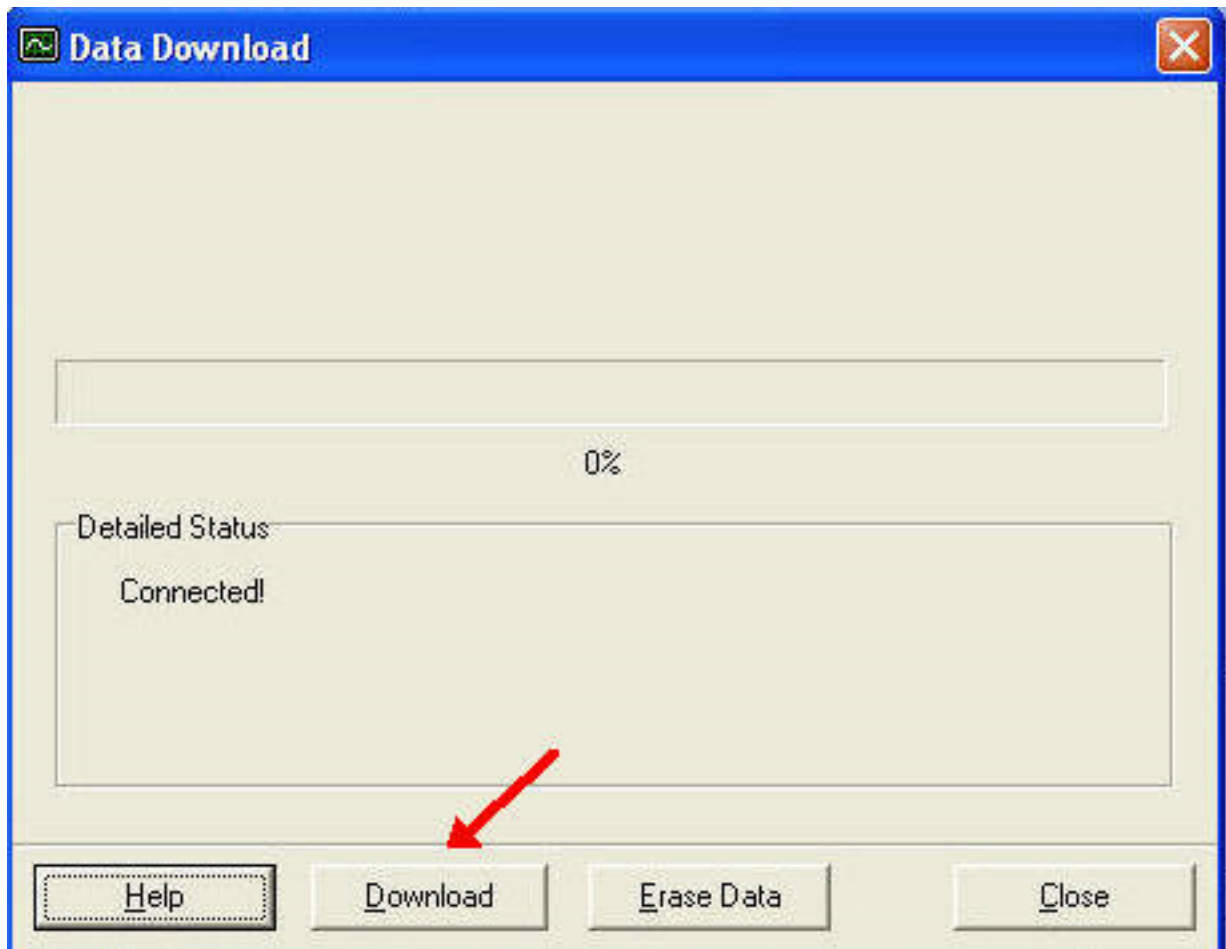 Data Download
0%
Detailed Status
Connected!
Help Download Erase Data Close